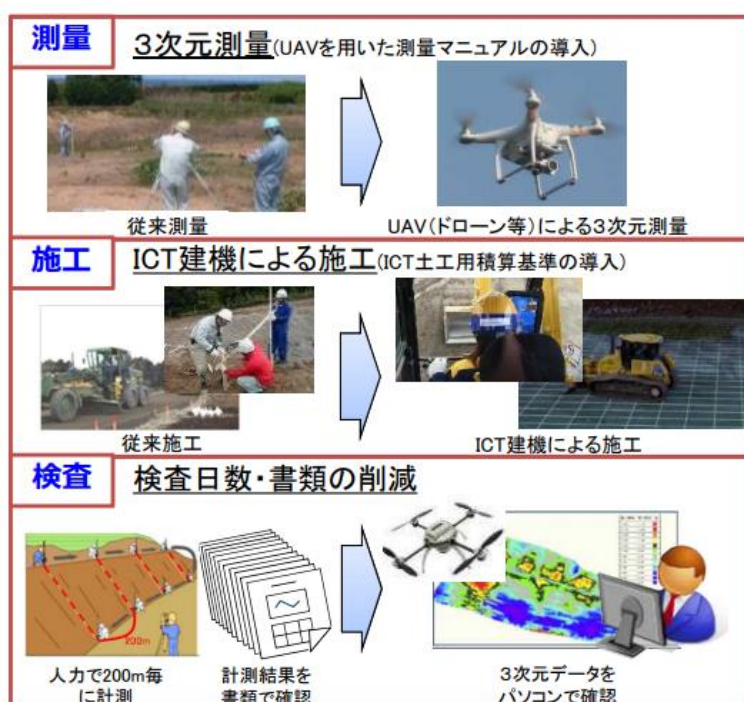 測量
3次元測量(UAVを用いた測量マニュアルの導入)
従来測量
UAV(ドローン等)による3次元測量
施工
ICT建機による施工(ICT土工用積算基準の導入)
従来施工
ICT建機による施工
検査
検査日数・書類の削減
200m
人力で200m毎
に計測
計測結果を
書類で確認
3次元データを
パソコンで確認